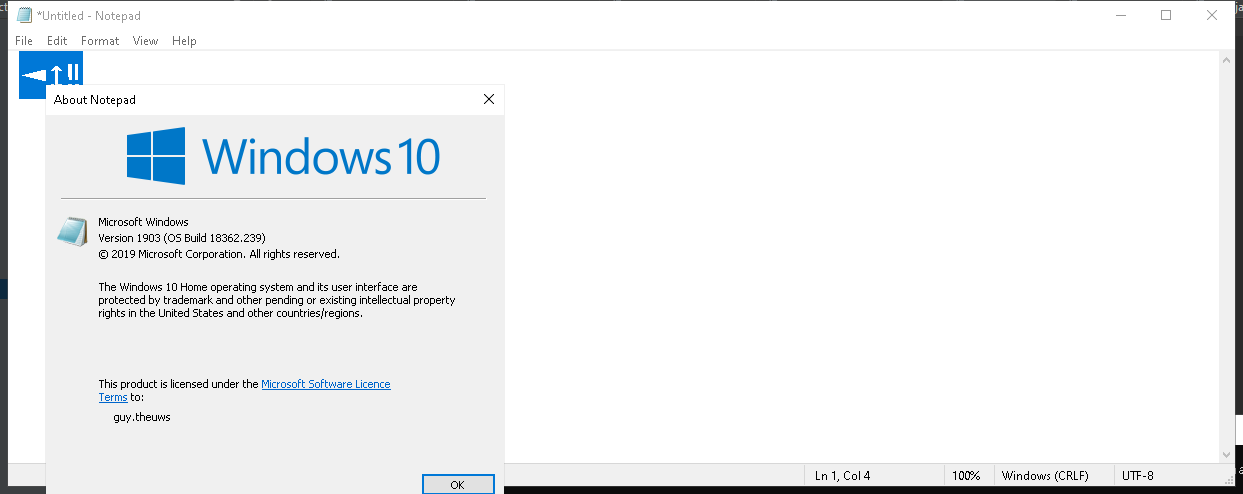 *Untitled - Notepad
File Edit Format View Help
◄↑‼
About Notepad
Windows 10
Microsoft Windows
Version 1903 (OS Build 18362.239)
© 2019 Microsoft Corporation. All rights reserved.
The Windows 10 Home operating system and its user interface are
protected by trademark and other pending or existing intellectual property
rights in the United States and other countries/regions.
This product is licensed under the Microsoft Software Licence
Terms to:
guy.theuws
OK
Ln 1, Col 4 100% Windows (CRLF) UTF-8